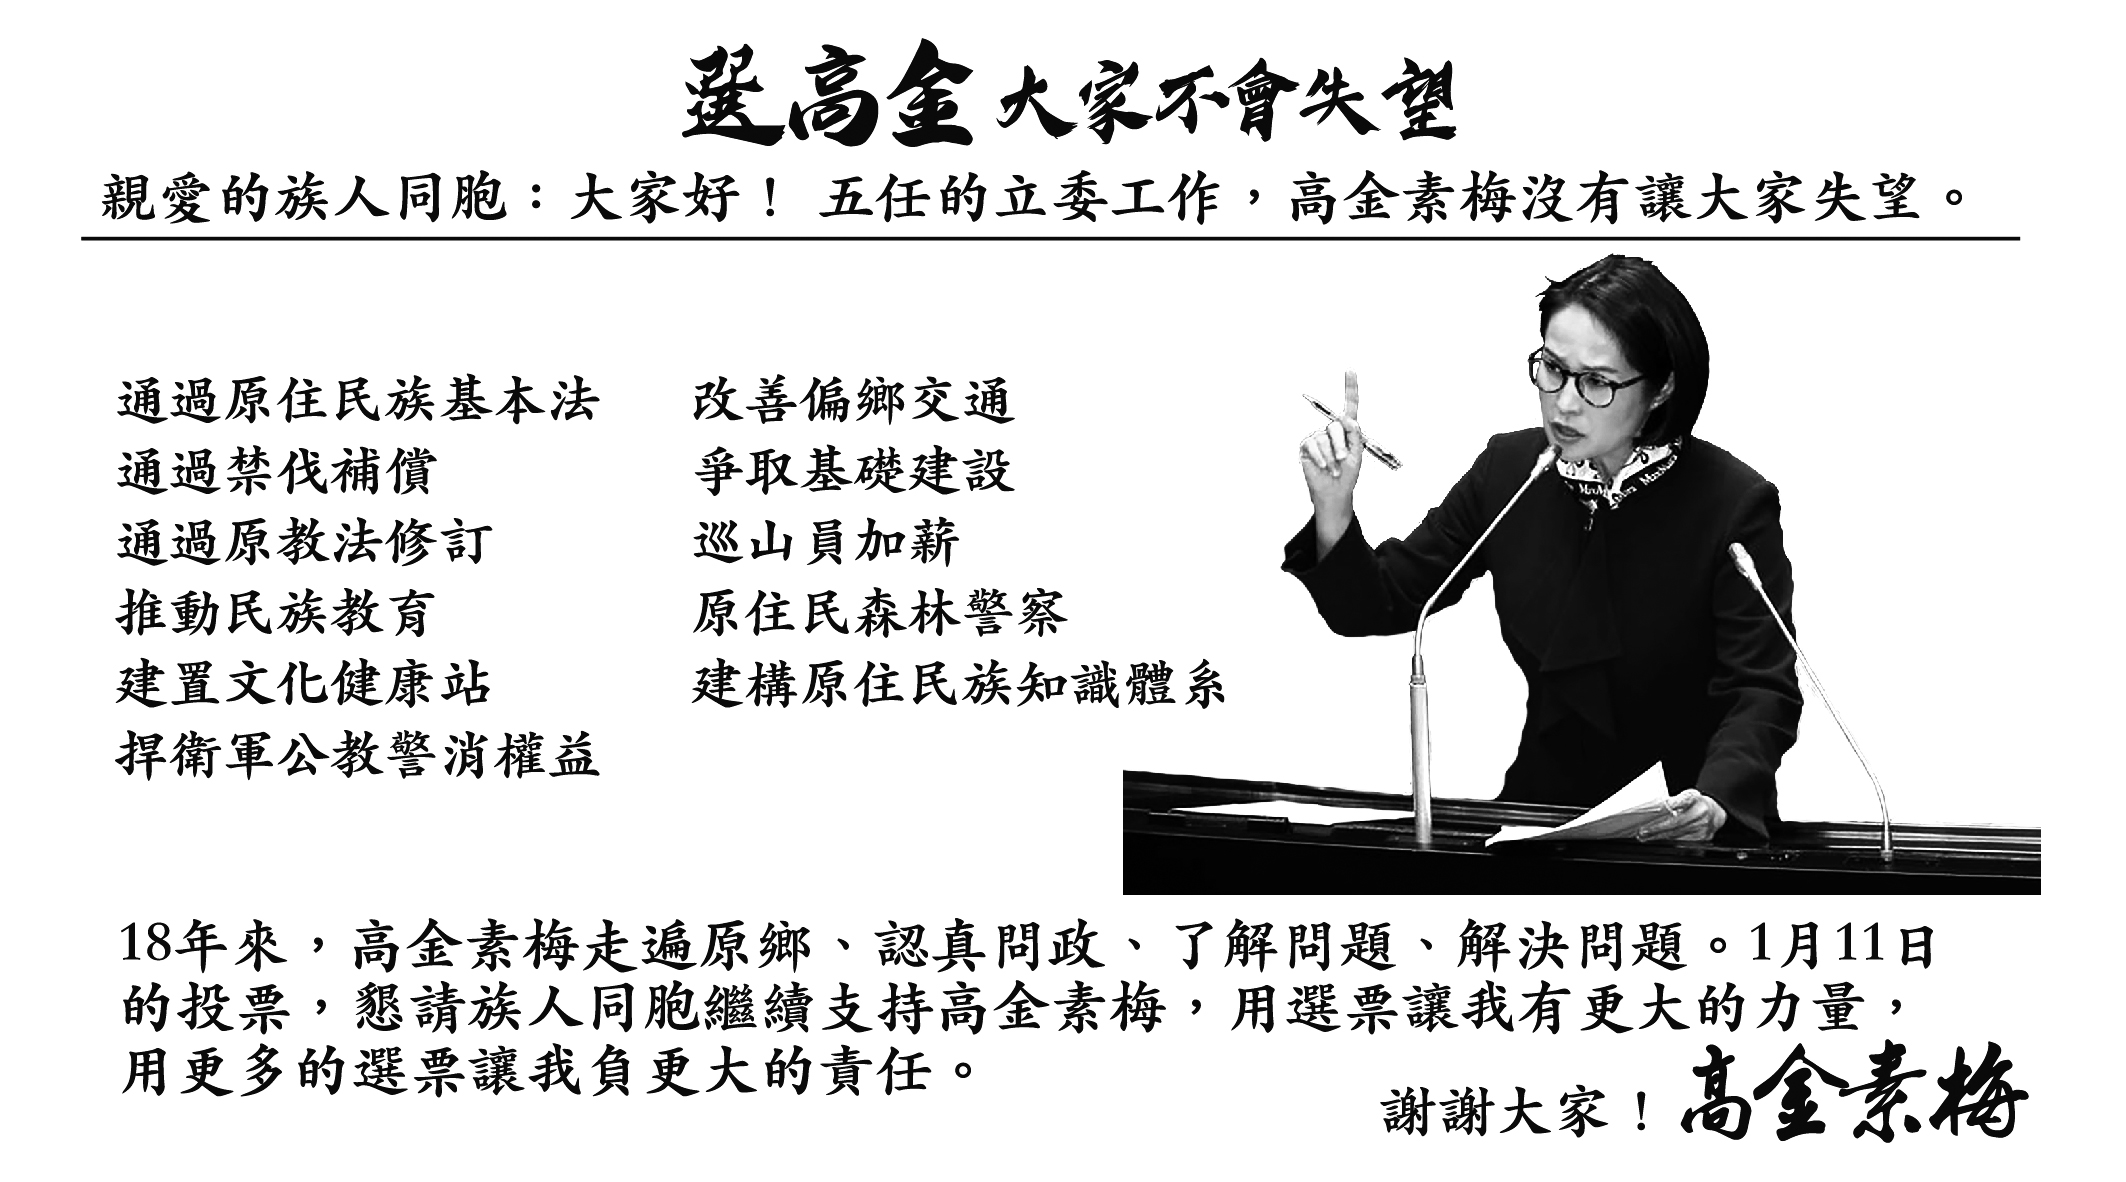 選高金 大家不會失望
親愛的族人同胞：大家好！ 五任的立委工作，高金素梅沒有讓大家失望。
通過原住民族基本法
通過禁伐補償
通過原教法修訂
推動民族教育
建置文化健康站
捍衛軍公教警消權益
改善偏鄉交通
爭取基礎建設
巡山員加薪
原住民森林警察
建構原住民族知識體系
18年來，高金素梅走遍原鄉、認真問政、了解問題、解決問題。1月11日
的投票，懇請族人同胞繼續支持高金素梅，用選票讓我有更大的力量，
用更多的選票讓我負更大的責任。
謝謝大家！高金素梅